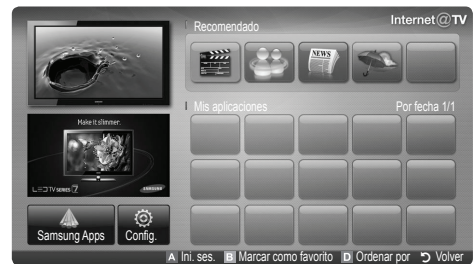 Internet@TV
Recomendado
NEWS
Mis aplicaciones
Por fecha 1/1
Make it slimmer.
LED TV SERIES 7
SAMSUNG
Samsung Apps
Config.
A Ini. ses. B Marcar como favorito D Ordenar por Volver